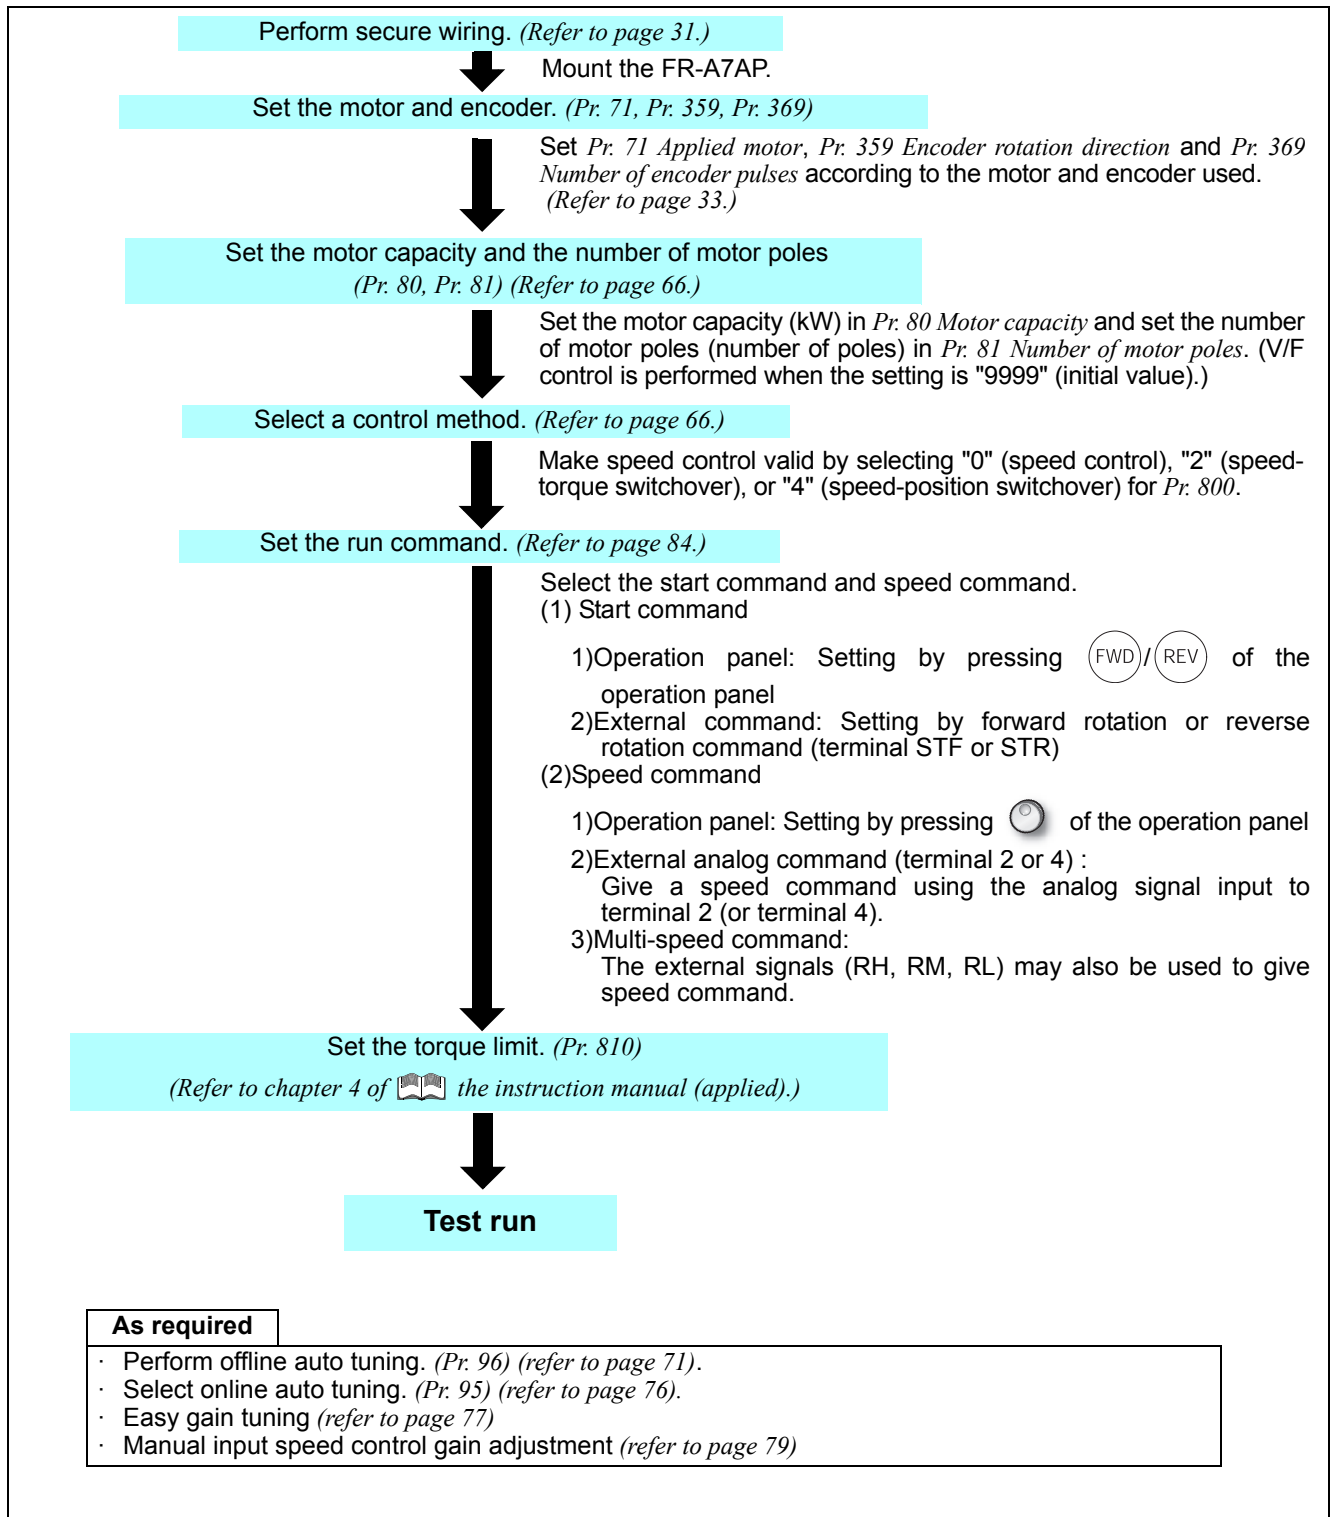 Perform secure wiring. (Refer to page 31.)
Mount the FR-A7AP.
Set the motor and encoder. (Pr. 71, Pr. 359, Pr. 369)
Set Pr. 71 Applied motor, Pr. 359 Encoder rotation direction and Pr. 369
Number of encoder pulses according to the motor and encoder used.
(Refer to page 33.)
Set the motor capacity and the number of motor poles
(Pr. 80, Pr. 81) (Refer to page 66.)
Set the motor capacity (kW) in Pr. 80 Motor capacity and set the number
of motor poles (number of poles) in Pr. 81 Number of motor poles. (V/F
control is performed when the setting is "9999" (initial value).)
Select a control method. (Refer to page 66.)
Make speed control valid by selecting "0" (speed control), "2" (speed-
torque switchover), or "4" (speed-position switchover) for Pr. 800.
Set the run command. (Refer to page 84.)
Select the start command and speed command.
(1) Start command
1)Operation panel: Setting by pressing FWD/REV of the
operation panel
2)External command: Setting by forward rotation or reverse
rotation command (terminal STF or STR)
(2)Speed command
1)Operation panel: Setting by pressing of the operation panel
2)External analog command (terminal 2 or 4) :
Give a speed command using the analog signal input to
terminal 2 (or terminal 4).
3)Multi-speed command:
The external signals (RH, RM, RL) may also be used to give
speed command.
Set the torque limit. (Pr. 810)
(Refer to chapter 4 of the instruction manual (applied).)
Test run
As required
· Perform offline auto tuning. (Pr. 96) (refer to page 71).
· Select online auto tuning. (Pr. 95) (refer to page 76).
· Easy gain tuning (refer to page 77)
· Manual input speed control gain adjustment (refer to page 79)